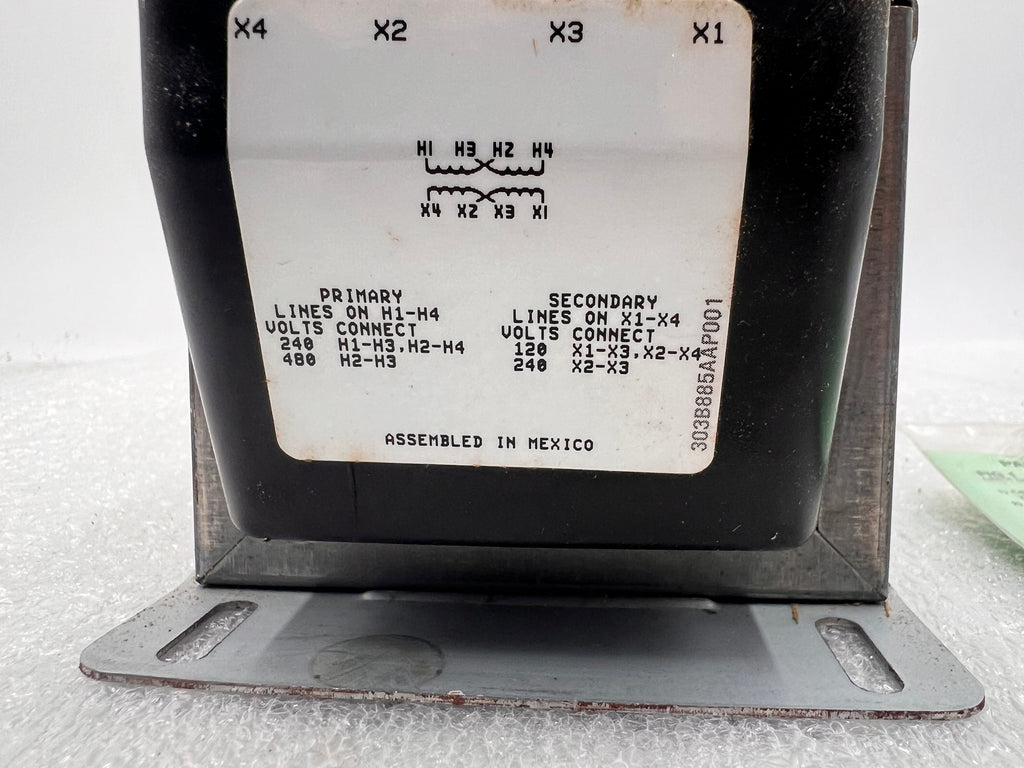 X4 X2 X3 X1
H1 H3 H2 H4
X4 X2 X3 X1
PRIMARY
LINES ON H1-H4
VOLTS CONNECT
240 H1-H3,H2-H4
480 H2-H3
SECONDARY
LINES ON X1-X4
VOLTS CONNECT
120 X1-X3,X2-X4
240 X2-X3
303B885AAP001
ASSEMBLED IN MEXICO